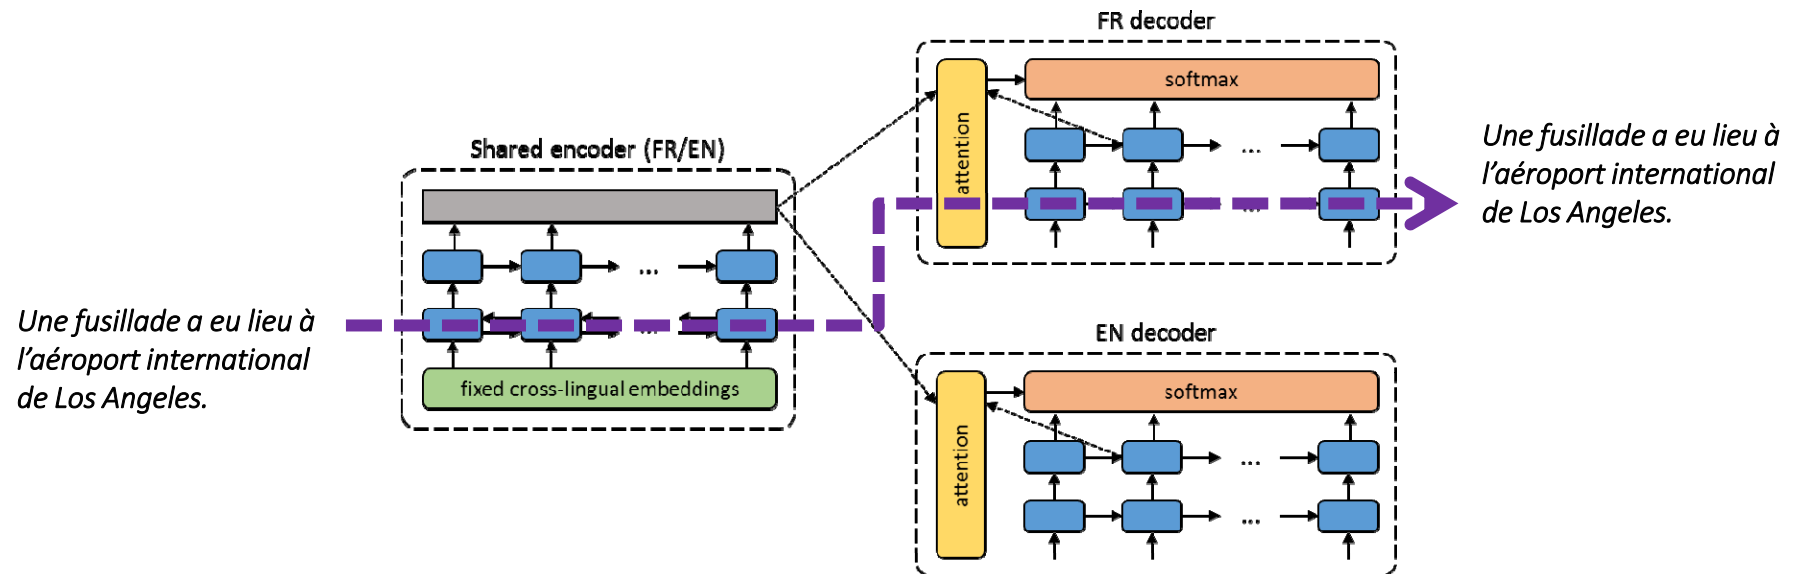 Une fusillade a eu lieu à
l'aéroport international
de Los Angeles.
Shared encoder (FR/EN)
...
...
fixed cross-lingual embeddings
FR decoder
attention
softmax
...
...
EN decoder
attention
softmax
...
...
Une fusillade a eu lieu à
l'aéroport international
de Los Angeles.